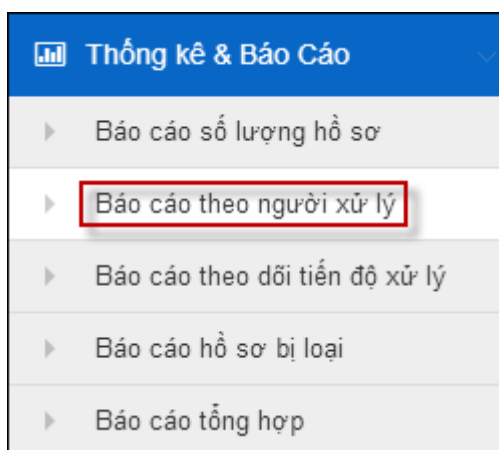 Thống kê & Báo Cáo
Báo cáo số lượng hồ sơ
Báo cáo theo người xử lý
Báo cáo theo dõi tiến độ xử lý
Báo cáo hồ sơ bị loại
Báo cáo tổng hợp